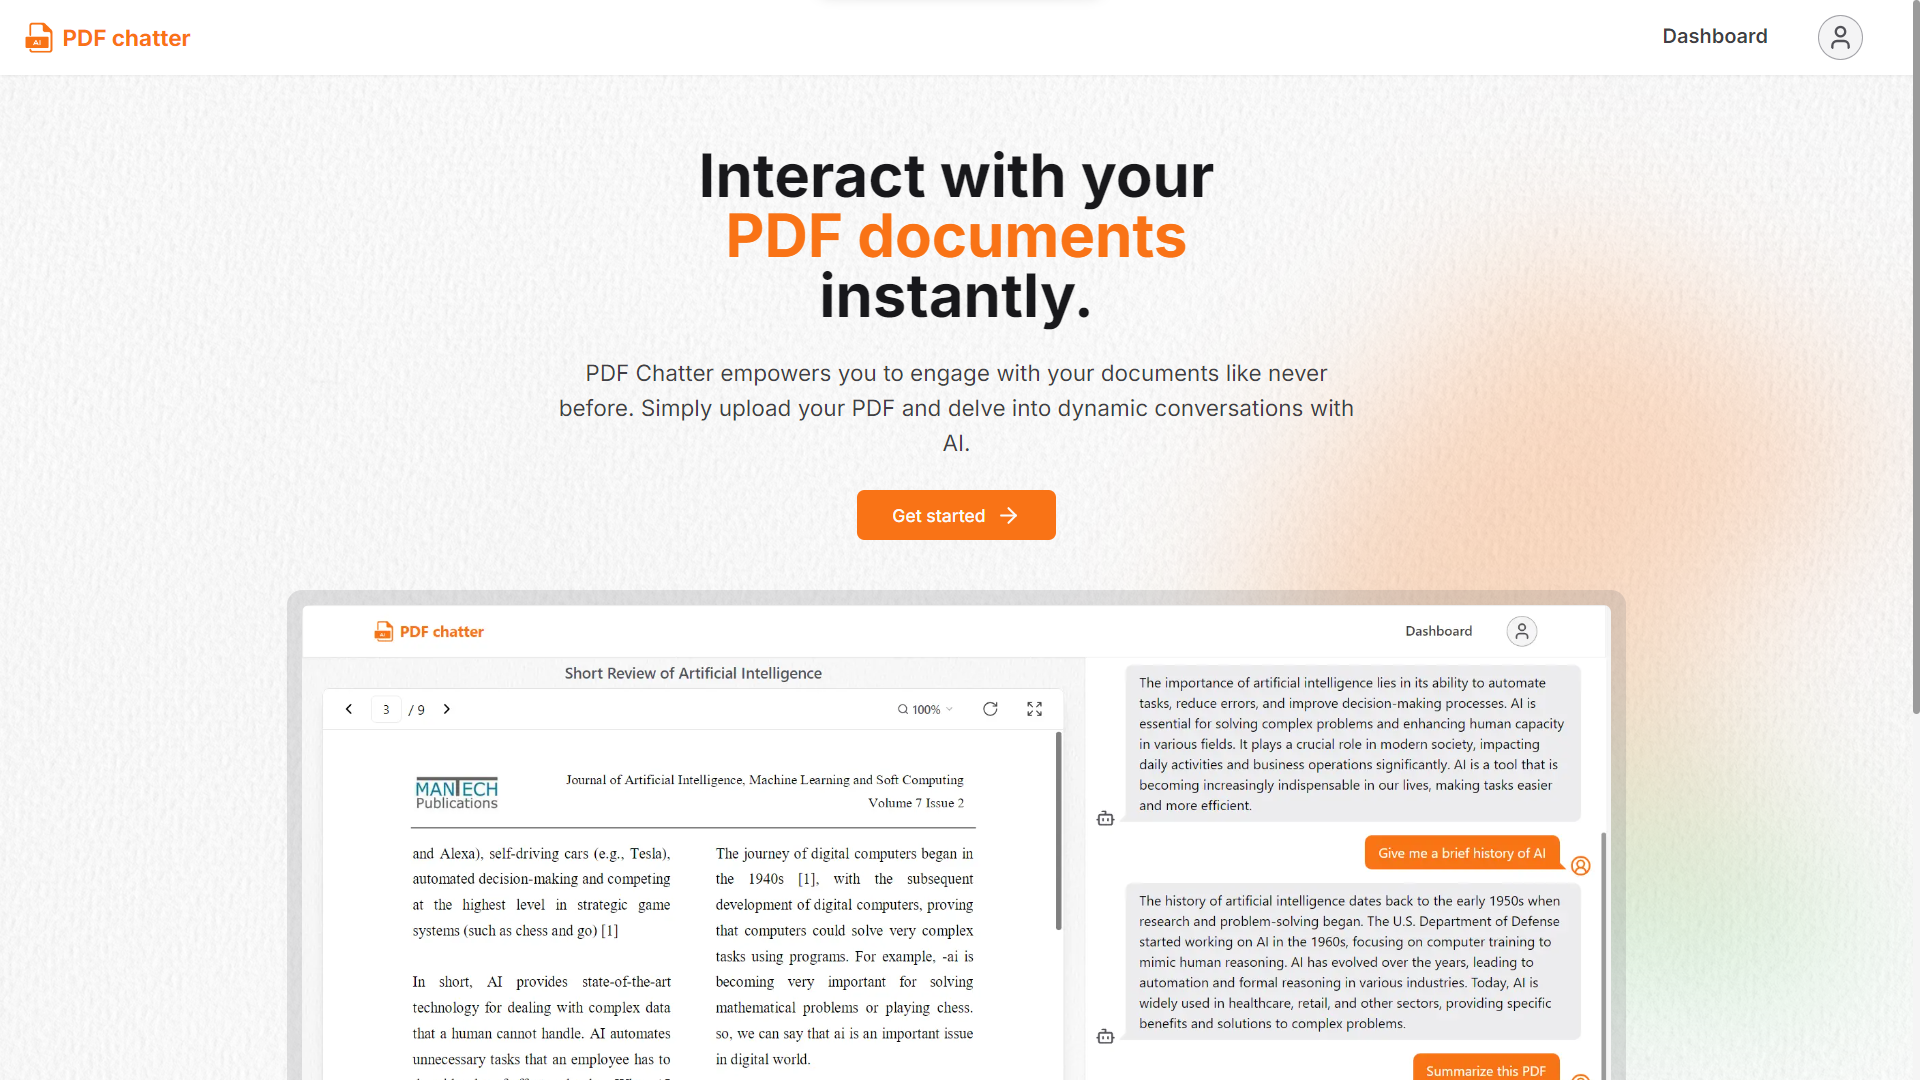 AI
PDF chatter
Dashboard
Interact with your
PDF documents
instantly.
PDF Chatter empowers you to engage with your documents like never
before. Simply upload your PDF and delve into dynamic conversations with
AI.
Get started
AI
PDF chatter
Dashboard
Short Review of Artificial Intelligence
3 / 9
100%
MANTECH
Publications
Journal of Artificial Intelligence, Machine Learning and Soft Computing
Volume 7 Issue 2
and Alexa), self-driving cars (e.g., Tesla),
automated decision-making and competing
at the highest level in strategic game
systems (such as chess and go) [1]
In short, AI provides state-of-the-art
technology for dealing with complex data
that a human cannot handle. AI automates
unnecessary tasks that an employee has to
The journey of digital computers began in
the 1940s [1], with the subsequent
development of digital computers, proving
that computers could solve very complex
tasks using programs. For example, -ai is
becoming very important for solving
mathematical problems or playing chess.
so, we can say that ai is an important issue
in digital world.
The importance of artificial intelligence lies in its ability to automate
tasks, reduce errors, and improve decision-making processes. AI is
essential for solving complex problems and enhancing human capacity
in various fields. It plays a crucial role in modern society, impacting
daily activities and business operations significantly. AI is a tool that is
becoming increasingly indispensable in our lives, making tasks easier
and more efficient.
Give me a brief history of AI
The history of artificial intelligence dates back to the early 1950s when
research and problem-solving began. The U.S. Department of Defense
started working on AI in the 1960s, focusing on computer training to
mimic human reasoning. AI has evolved over the years, leading to
automation and formal reasoning in various industries. Today, AI is
widely used in healthcare, retail, and other sectors, providing specific
benefits and solutions to complex problems.
Summarize this PDF